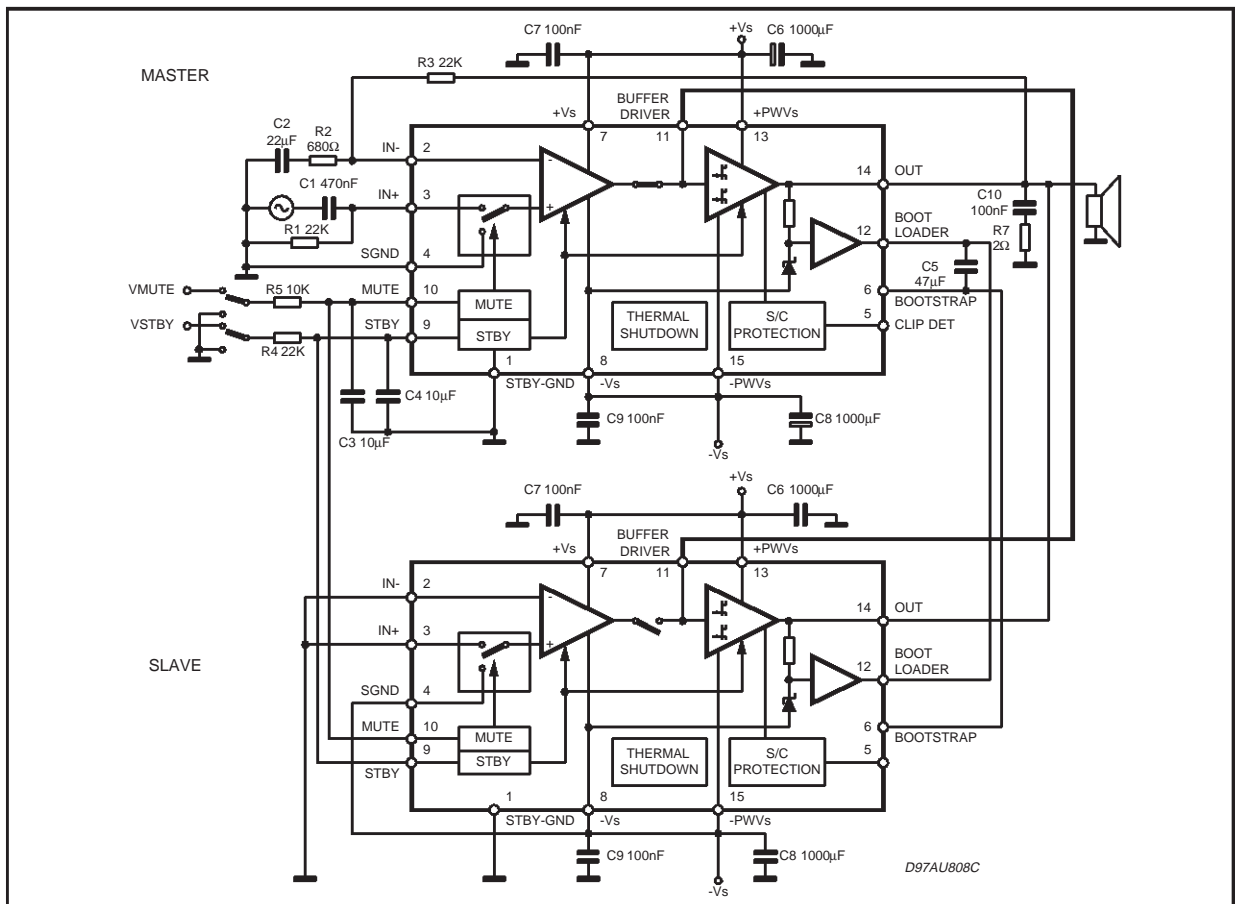 C7 100nF
+Vs
C6 1000μF
MASTER
R3 22K
BUFFER
DRIVER
+Vs
+PWVs
7
11
13
C2
22μF
R2
680Ω
IN-
2
-
14
OUT
C1 470nF
IN+
3
+
C10
100nF
R1 22K
12
BOOT
LOADER
R7
2Ω
SGND
4
C5
47μF
VMUTE
R5 10K
MUTE
10
MUTE
6
BOOTSTRAP
THERMAL
SHUTDOWN
S/C
PROTECTION
5
CLIP DET
VSTBY
STBY
9
STBY
R4 22K
1
8
15
STBY-GND
-Vs
-PWVs
C4 10μF
C3 10μF
C9 100nF
C8 1000μF
-Vs
+Vs
C7 100nF
C6 1000μF
BUFFER
DRIVER
+Vs
+PWVs
7
11
13
IN-
2
-
14
OUT
IN+
3
+
SLAVE
12
BOOT
LOADER
SGND
4
MUTE
10
MUTE
6
BOOTSTRAP
THERMAL
SHUTDOWN
S/C
PROTECTION
5
9
STBY
STBY
1
8
15
STBY-GND
-Vs
-PWVs
C9 100nF
C8 1000μF
D97AU808C
-Vs